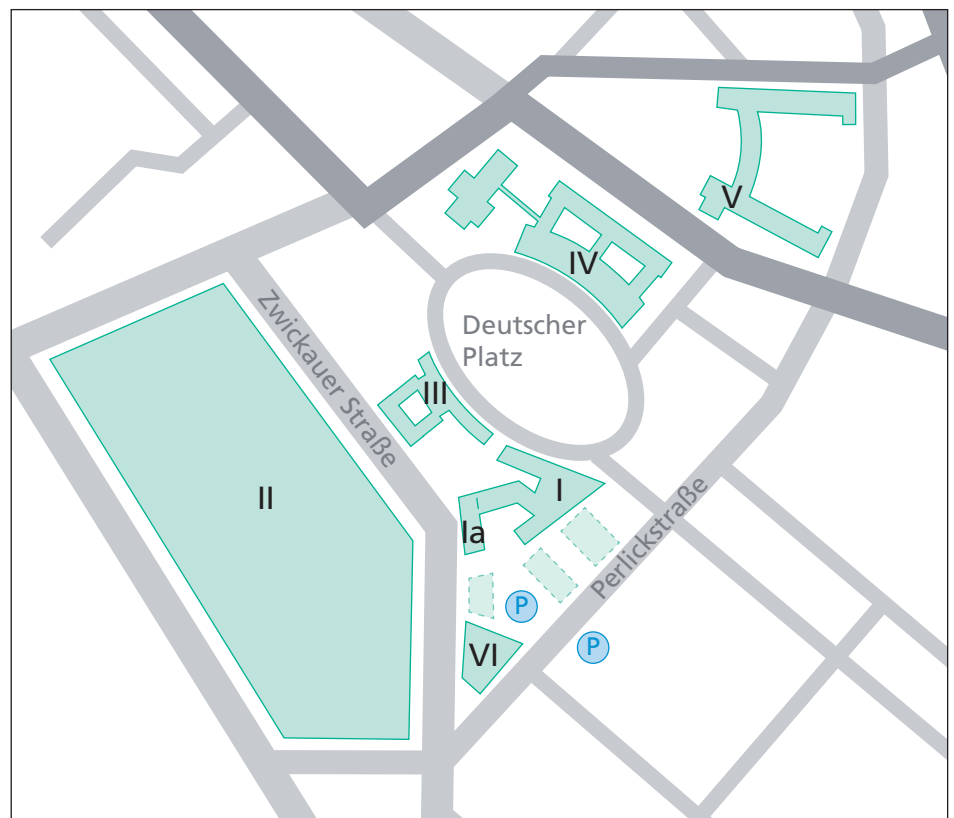 V
IV
Deutscher
Platz
Zwickauer Straße
III
II
I
Ia
Perlickstraße
P
P
VI